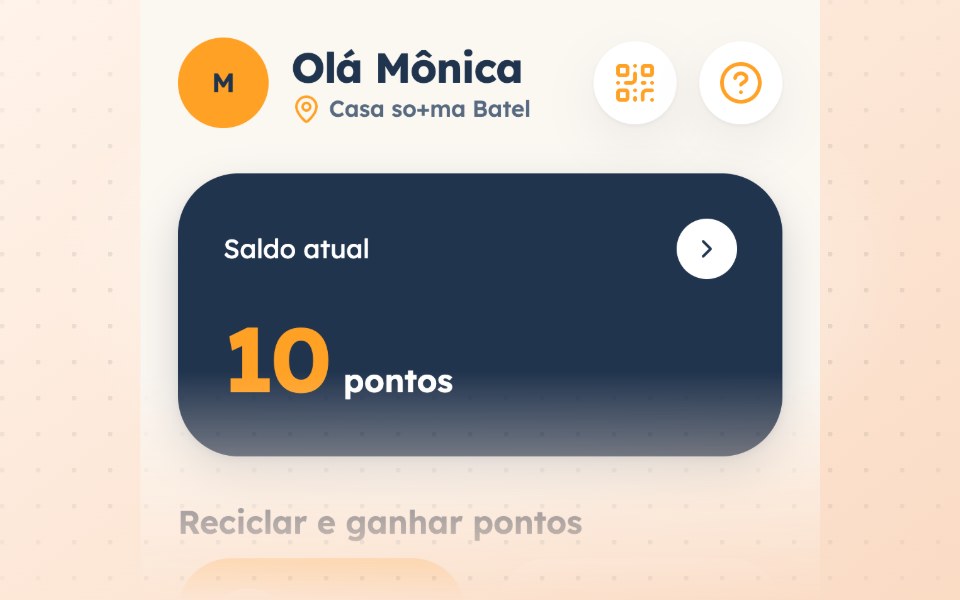 M
Olá Mônica
Casa so+ma Batel
Saldo atual
10 pontos
Reciclar e ganhar pontos